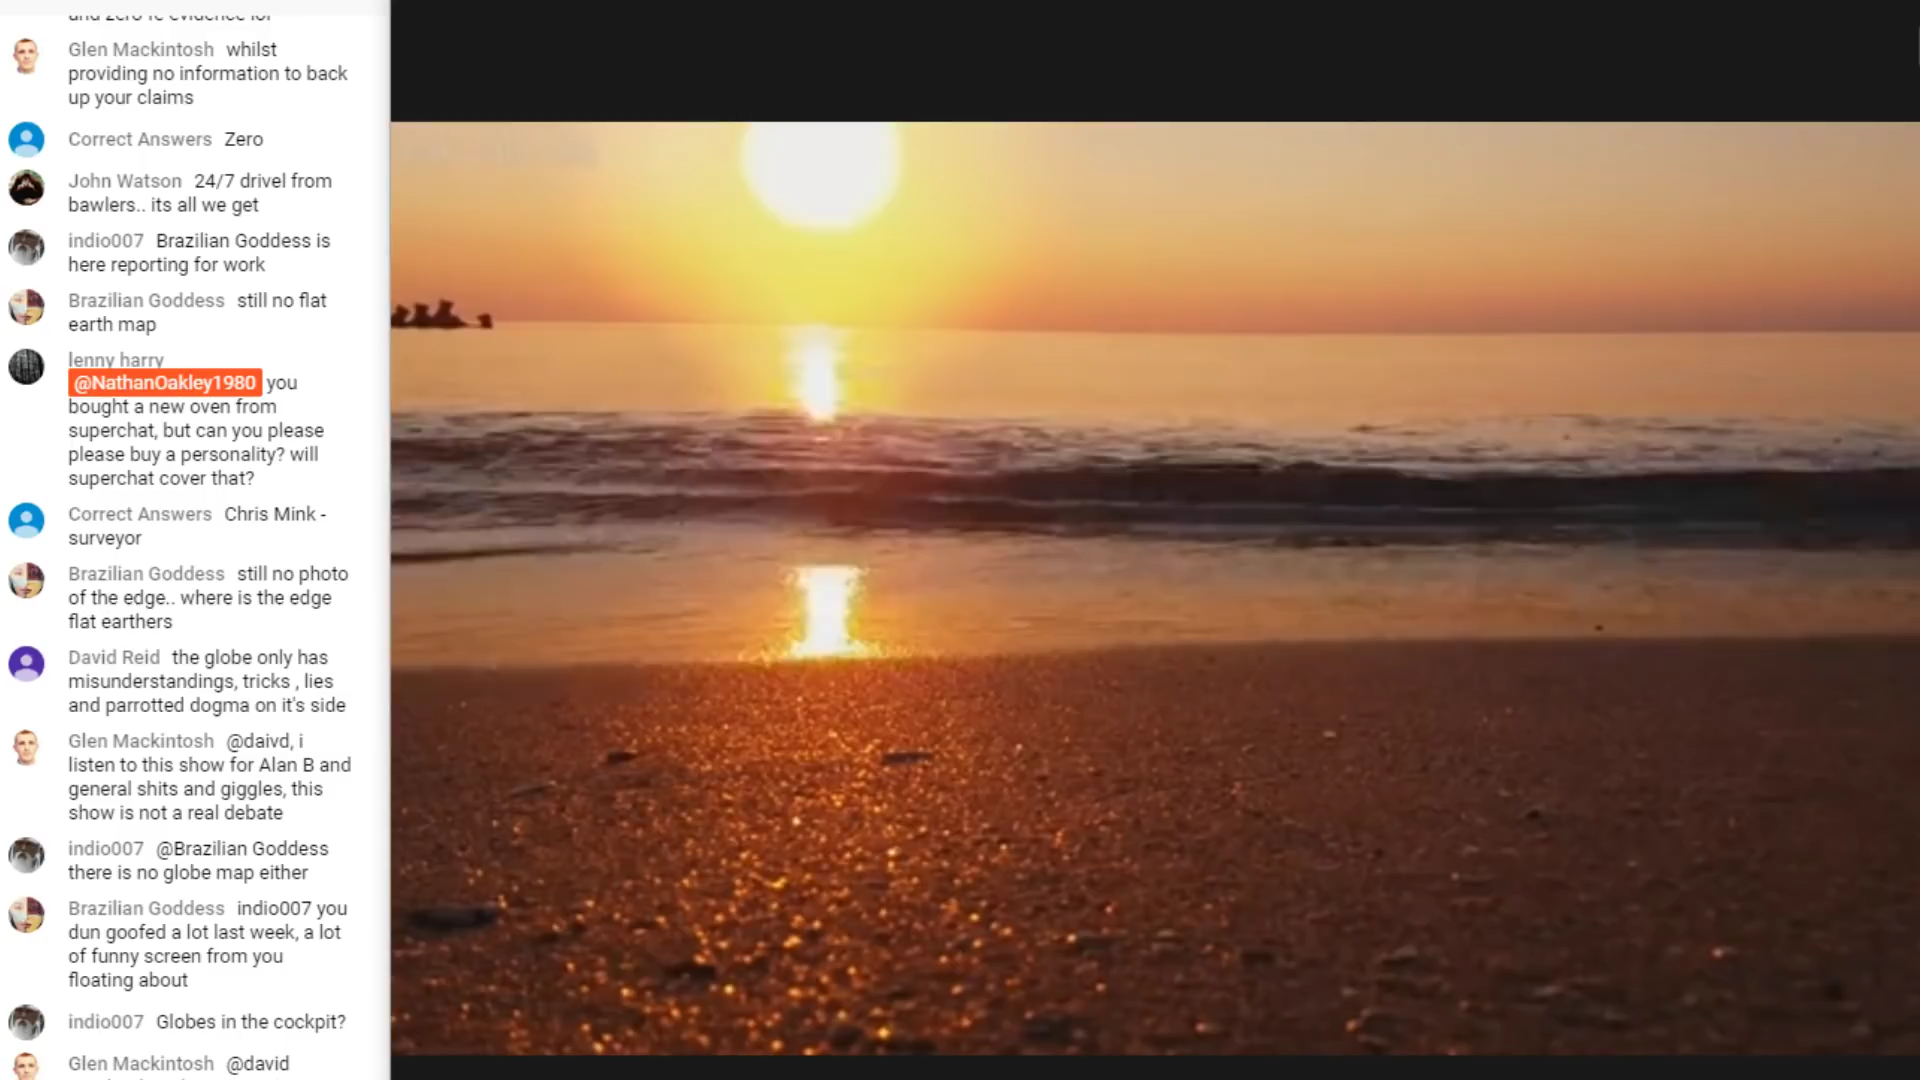 and zero fe evidence for
Glen Mackintosh whilst
providing no information to back
up your claims
Correct Answers Zero
John Watson 24/7 drivel from
bawlers.. its all we get
indio007 Brazilian Goddess is
here reporting for work
Brazilian Goddess still no flat
earth map
lenny harry
@NathanOakley1980 you
bought a new oven from
superchat, but can you please
please buy a personality? will
superchat cover that?
Correct Answers Chris Mink -
surveyor
Brazilian Goddess still no photo
of the edge.. where is the edge
flat earthers
David Reid the globe only has
misunderstandings, tricks , lies
and parrotted dogma on it's side
Glen Mackintosh @daivd, i
listen to this show for Alan B and
general shits and giggles, this
show is not a real debate
indio007 @Brazilian Goddess
there is no globe map either
Brazilian Goddess indio007 you
dun goofed a lot last week, a lot
of funny screen from you
floating about
indio007 Globes in the cockpit?
Glen Mackintosh @david